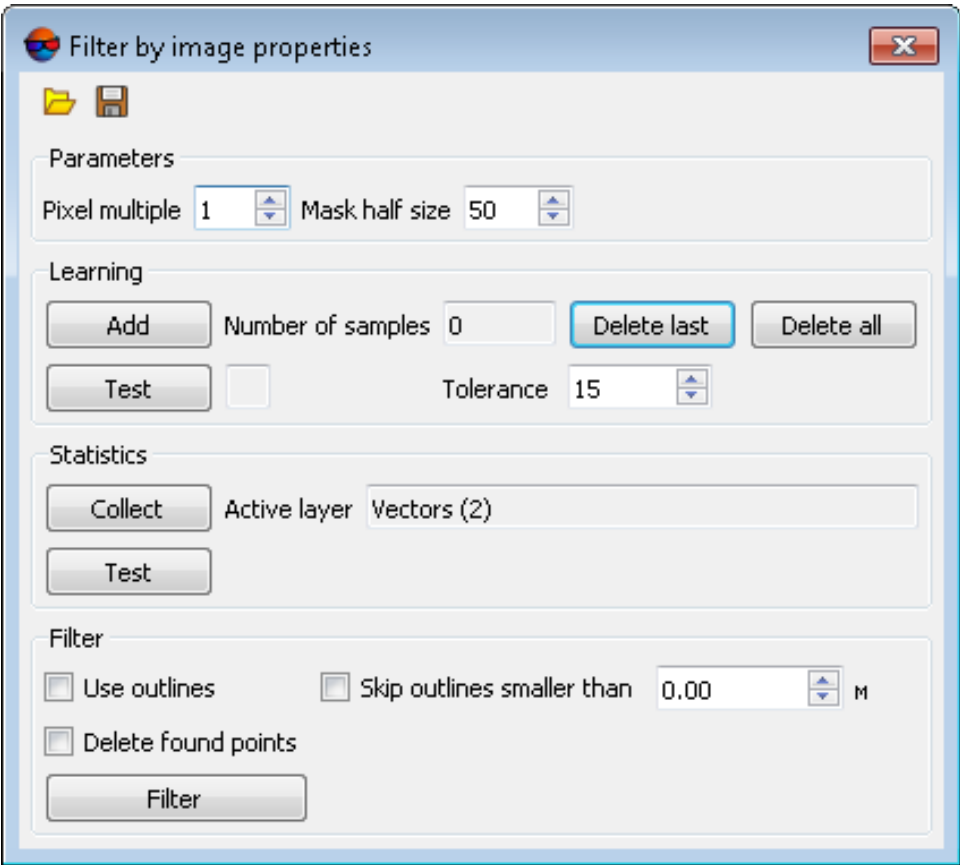 Filter by image properties
Parameters
Pixel multiple 1 Mask half size 50
Learning
Add Number of samples 0 Delete last Delete all
Test Tolerance 15
Statistics
Collect Active layer Vectors (2)
Test
Filter
Use outlines Skip outlines smaller than 0.00 м
Delete found points
Filter